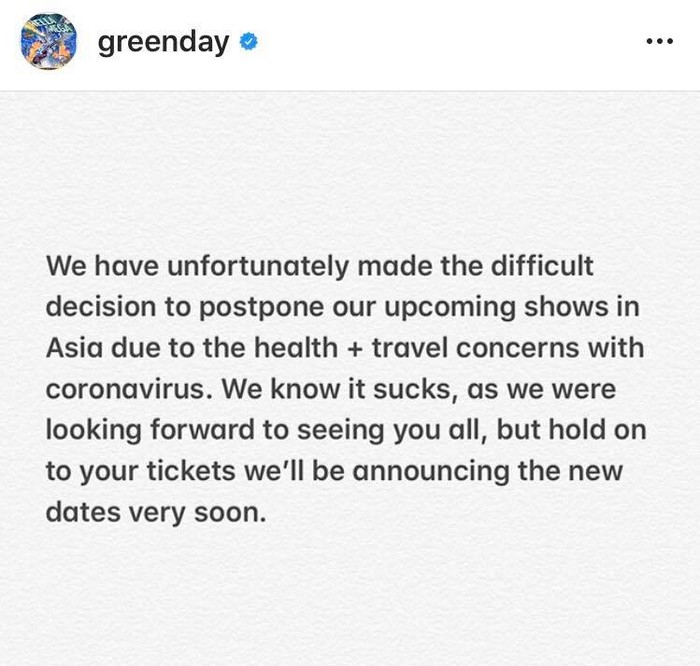 greenday
We have unfortunately made the difficult
decision to postpone our upcoming shows in
Asia due to the health + travel concerns with
coronavirus. We know it sucks, as we were
looking forward to seeing you all, but hold on
to your tickets we’ll be announcing the new
dates very soon.